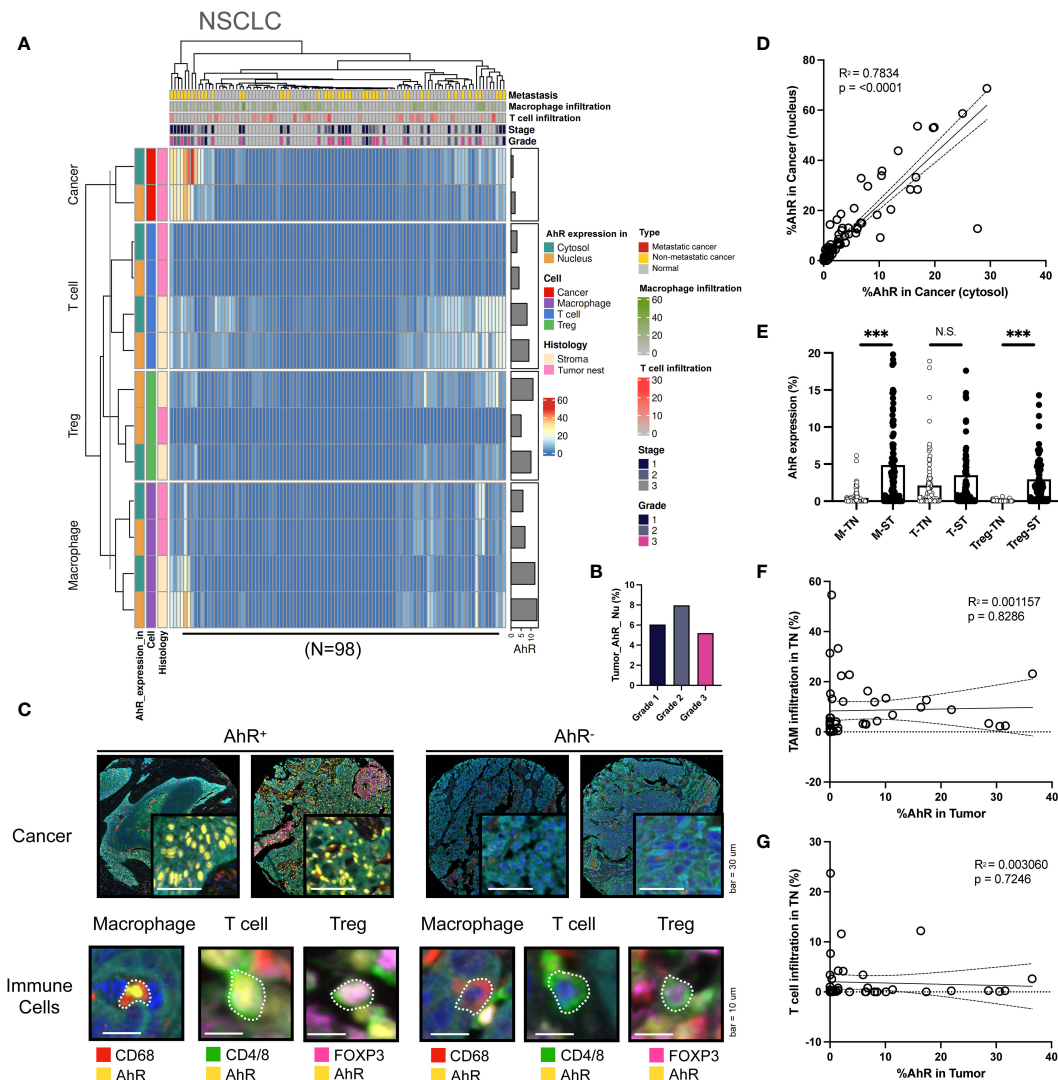 NSCLC
A
Metastasis
Macrophage infiltration
T cell infiltration
Stage
Grade
Cancer
T cell
Treg
Macrophage
AhR_expression_in
Cell
Histology
(N=98)
0
5
10
AhR
AhR expression in
Cytosol
Nucleus
Cell
Cancer
Macrophage
T cell
Treg
Histology
Stroma
Tumor nest
60
40
20
0
Type
Metastatic cancer
Non-metastatic cancer
Normal
Macrophage infiltration
60
40
20
0
T cell infiltration
30
20
10
0
Stage
1
2
3
Grade
1
2
3
B
Tumor_AhR_ Nu (%)
10
8
6
4
2
0
Grade 1
Grade 2
Grade 3
C
AhR+
AhR-
Cancer
bar = 30 um
Macrophage
T cell
Treg
Macrophage
T cell
Treg
Immune
Cells
bar = 10 um
CD68
CD4/8
FOXP3
CD68
CD4/8
FOXP3
AhR
AhR
AhR
AhR
AhR
AhR
D
R2 = 0.7834
p = <0.0001
%AhR in Cancer (nucleus)
80
60
40
20
0
0
10
20
30
40
%AhR in Cancer (cytosol)
E
***
N.S.
***
AhR expression (%)
20
15
10
5
0
M-TN
M-ST
T-TN
T-ST
Treg-TN
Treg-ST
F
R2 = 0.001157
p = 0.8286
TAM infiltration in TN (%)
60
40
20
0
-20
0
10
20
30
40
%AhR in Tumor
G
R2 = 0.003060
p = 0.7246
T cell infiltration in TN (%)
30
20
10
0
-10
0
10
20
30
40
%AhR in Tumor